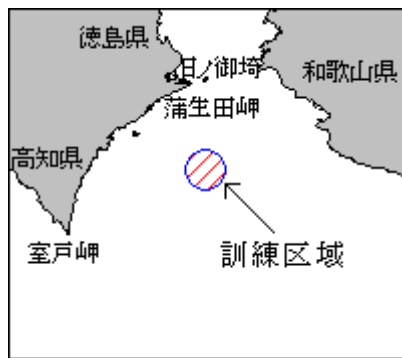 徳島県
日ノ御埼
和歌山県
蒲生田岬
高知県
室戸岬
訓練区域